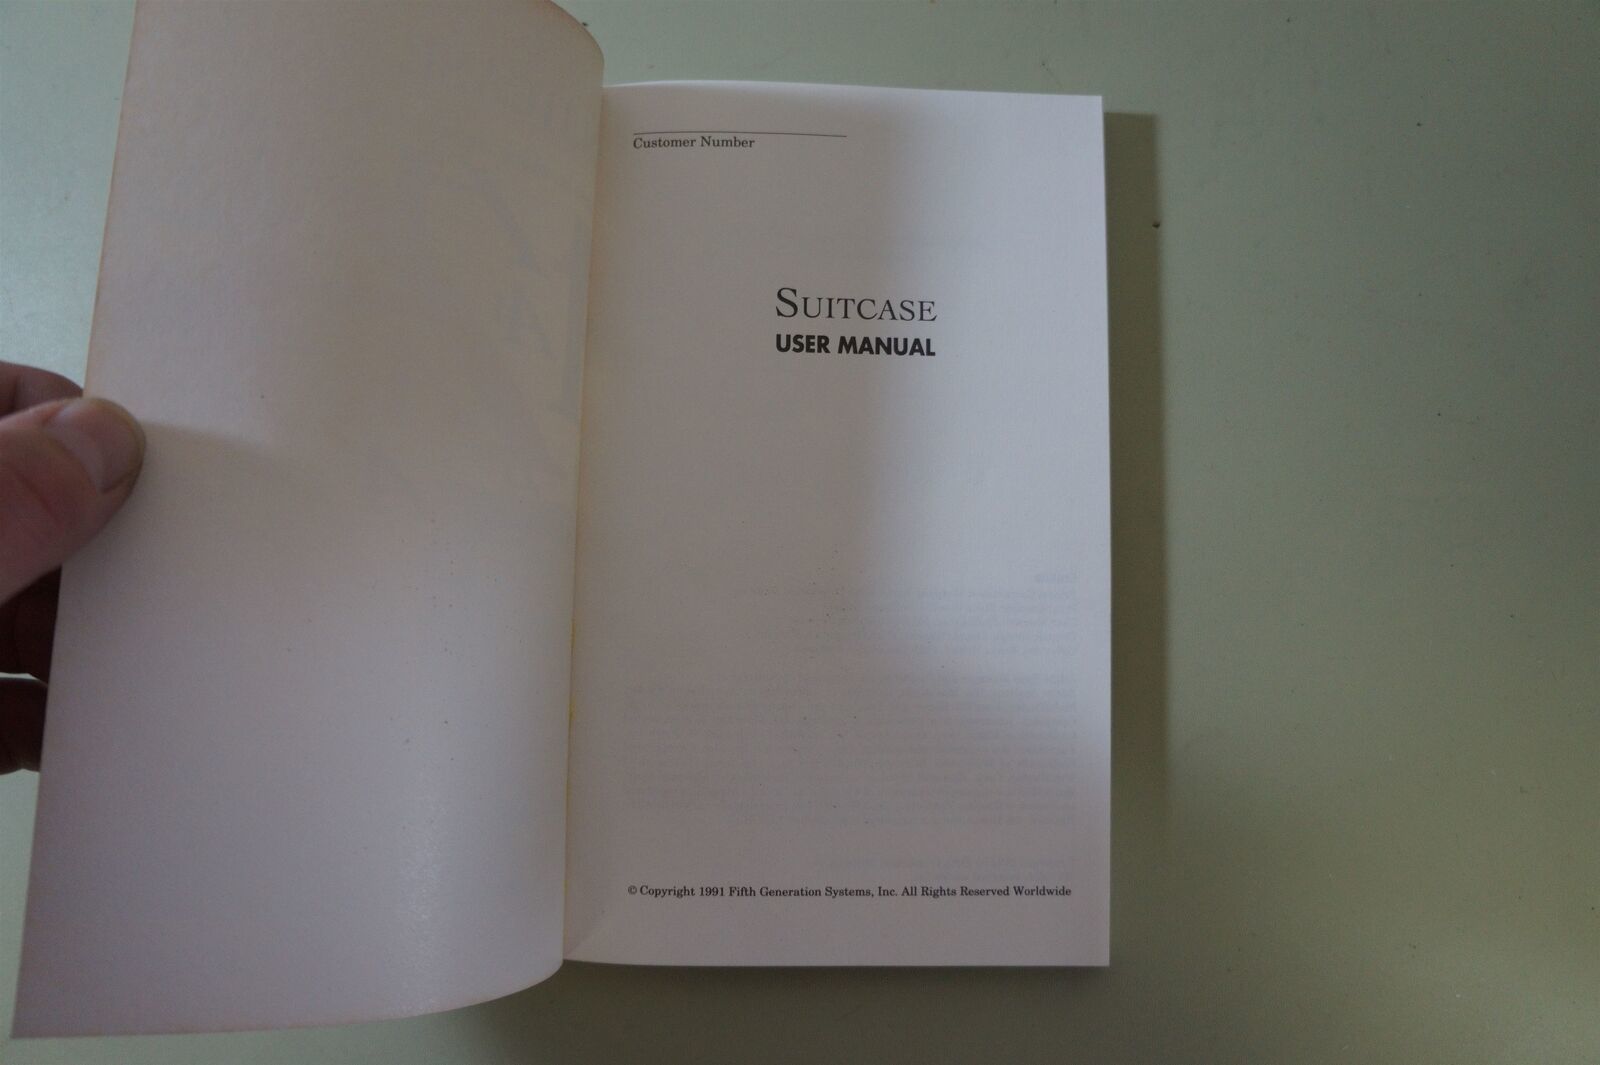 Customer Number
SUITCASE
USER MANUAL
© Copyright 1991 Fifth Generation Systems, Inc. All Rights Reserved Worldwide